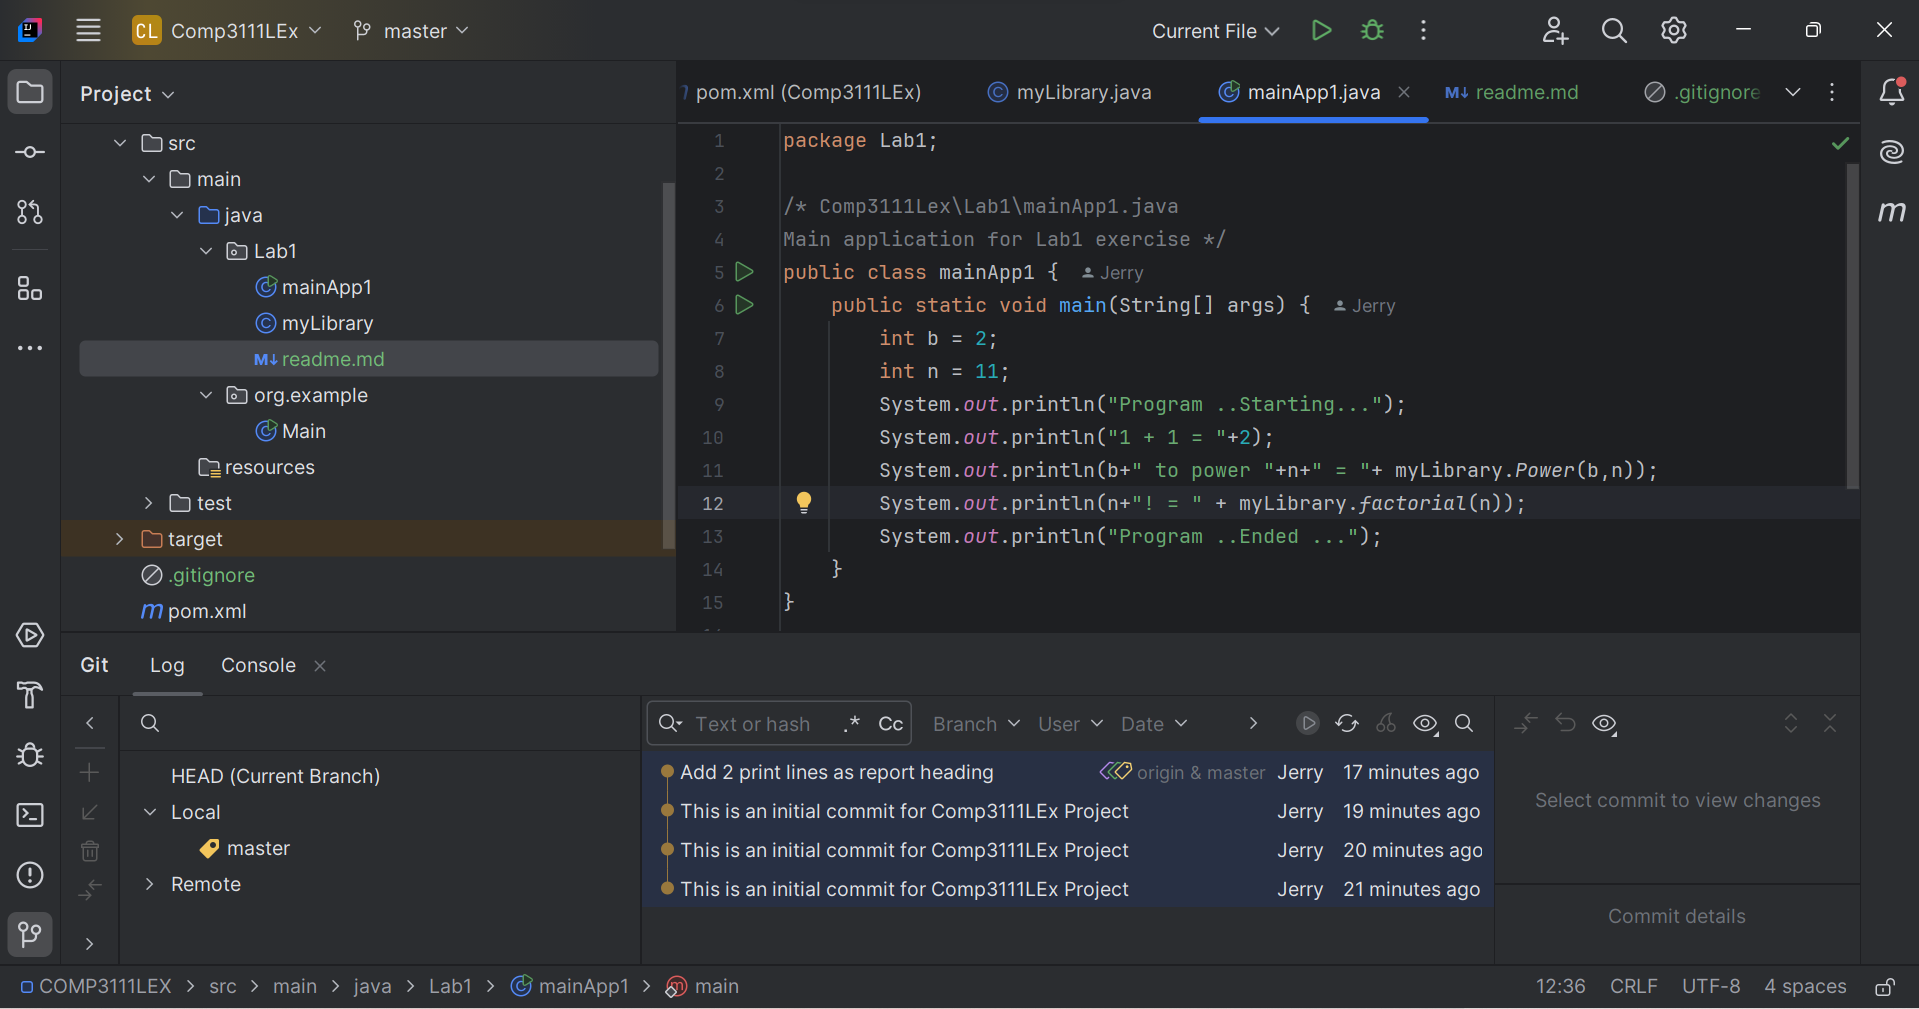 CL Comp3111LEx master Current File
Project
src
main
java
Lab1
mainApp1
myLibrary
M↓ readme.md
org.example
Main
resources
test
target
.gitignore
m pom.xml
pom.xml (Comp3111LEx) myLibrary.java mainApp1.java M↓ readme.md .gitignore
1 package Lab1;
2
3 /* Comp3111Lex\Lab1\mainApp1.java
4 Main application for Lab1 exercise */
5 public class mainApp1 { Jerry
6 public static void main(String[] args) { Jerry
7 int b = 2;
8 int n = 11;
9 System.out.println("Program ..Starting...");
10 System.out.println("1 + 1 = "+2);
11 System.out.println(b+" to power "+n+" = "+ myLibrary.Power(b,n));
12 System.out.println(n+"! = " + myLibrary.factorial(n));
13 System.out.println("Program ..Ended ...");
14 }
15 }
m
Git Log Console
HEAD (Current Branch)
Local
master
Remote
Text or hash .* Cc Branch User Date
Add 2 print lines as report heading origin & master Jerry 17 minutes ago
This is an initial commit for Comp3111LEx Project Jerry 19 minutes ago
This is an initial commit for Comp3111LEx Project Jerry 20 minutes ago
This is an initial commit for Comp3111LEx Project Jerry 21 minutes ago
Select commit to view changes
Commit details
COMP3111LEX > src > main > java > Lab1 > mainApp1 > main 12:36 CRLF UTF-8 4 spaces